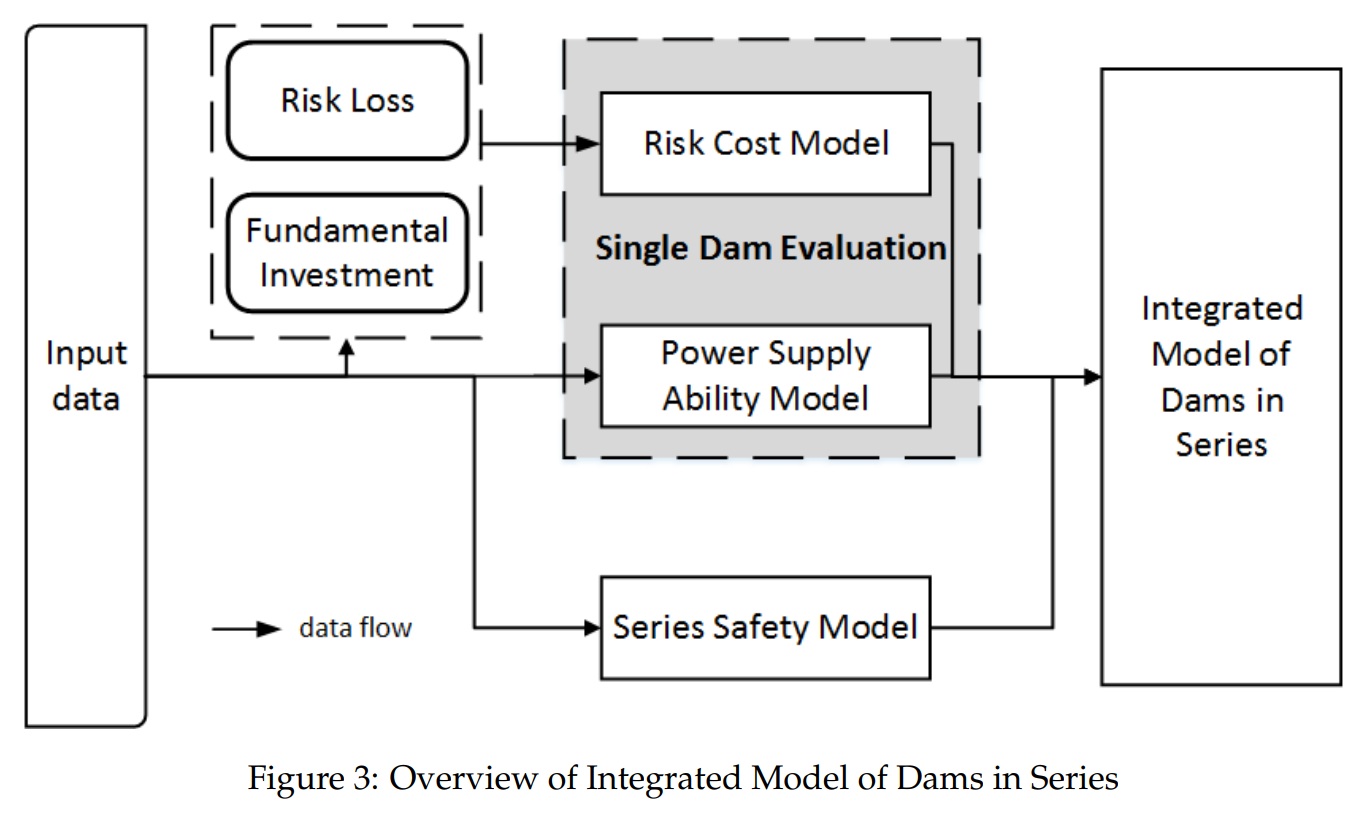 Input
data
Risk Loss
Fundamental
Investment
Risk Cost Model
Single Dam Evaluation
Power Supply
Ability Model
Series Safety Model
Integrated
Model of
Dams in
Series
data flow
Figure 3: Overview of Integrated Model of Dams in Series